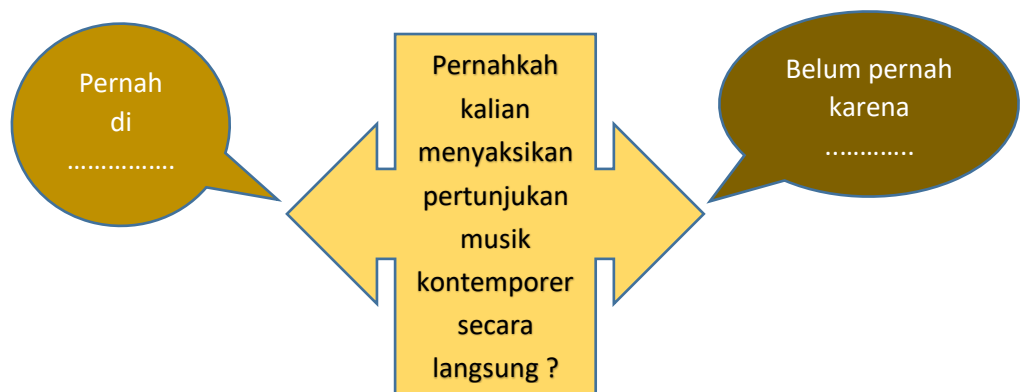 Pernah
di
................
Pernahkah
kalian
menyaksikan
pertunjukan
musik
kontemporer
secara
langsung ?
Belum pernah
karena
.............